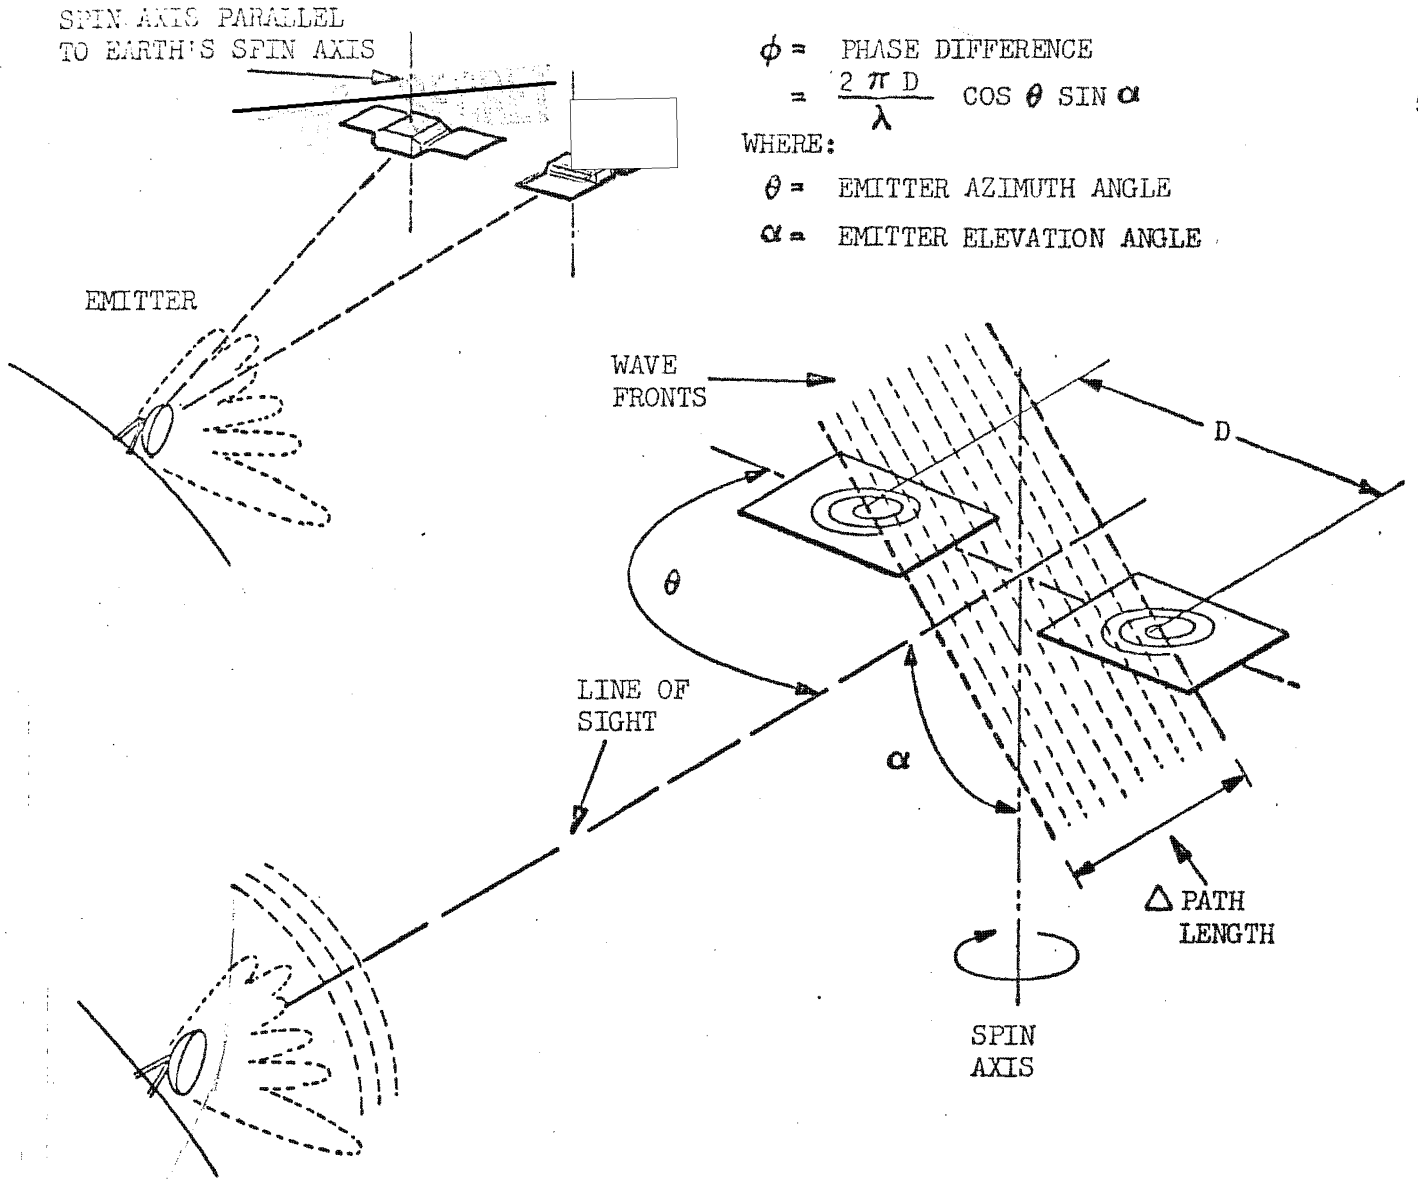 SPIN AXIS PARALLEL
TO EARTH'S SPIN AXIS
ϕ = PHASE DIFFERENCE
= 2 π D / λ COS θ SIN α
WHERE:
θ = EMITTER AZIMUTH ANGLE
α = EMITTER ELEVATION ANGLE
EMITTER
WAVE
FRONTS
D
θ
LINE OF
SIGHT
α
Δ PATH
LENGTH
SPIN
AXIS